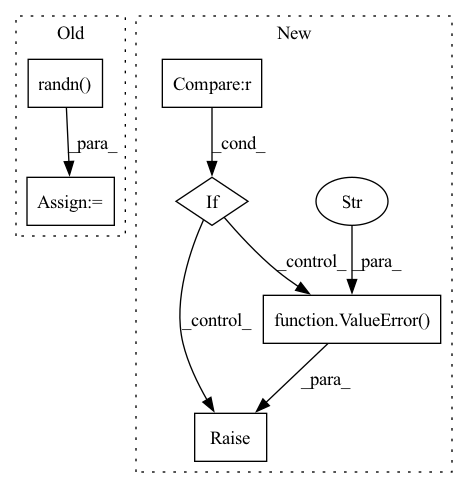 Old
New
randn()
Compare:r
_para_
_cond_
Assign:=
If
Str
_control_
_para_
_control_
function.ValueError()
_para_
Raise